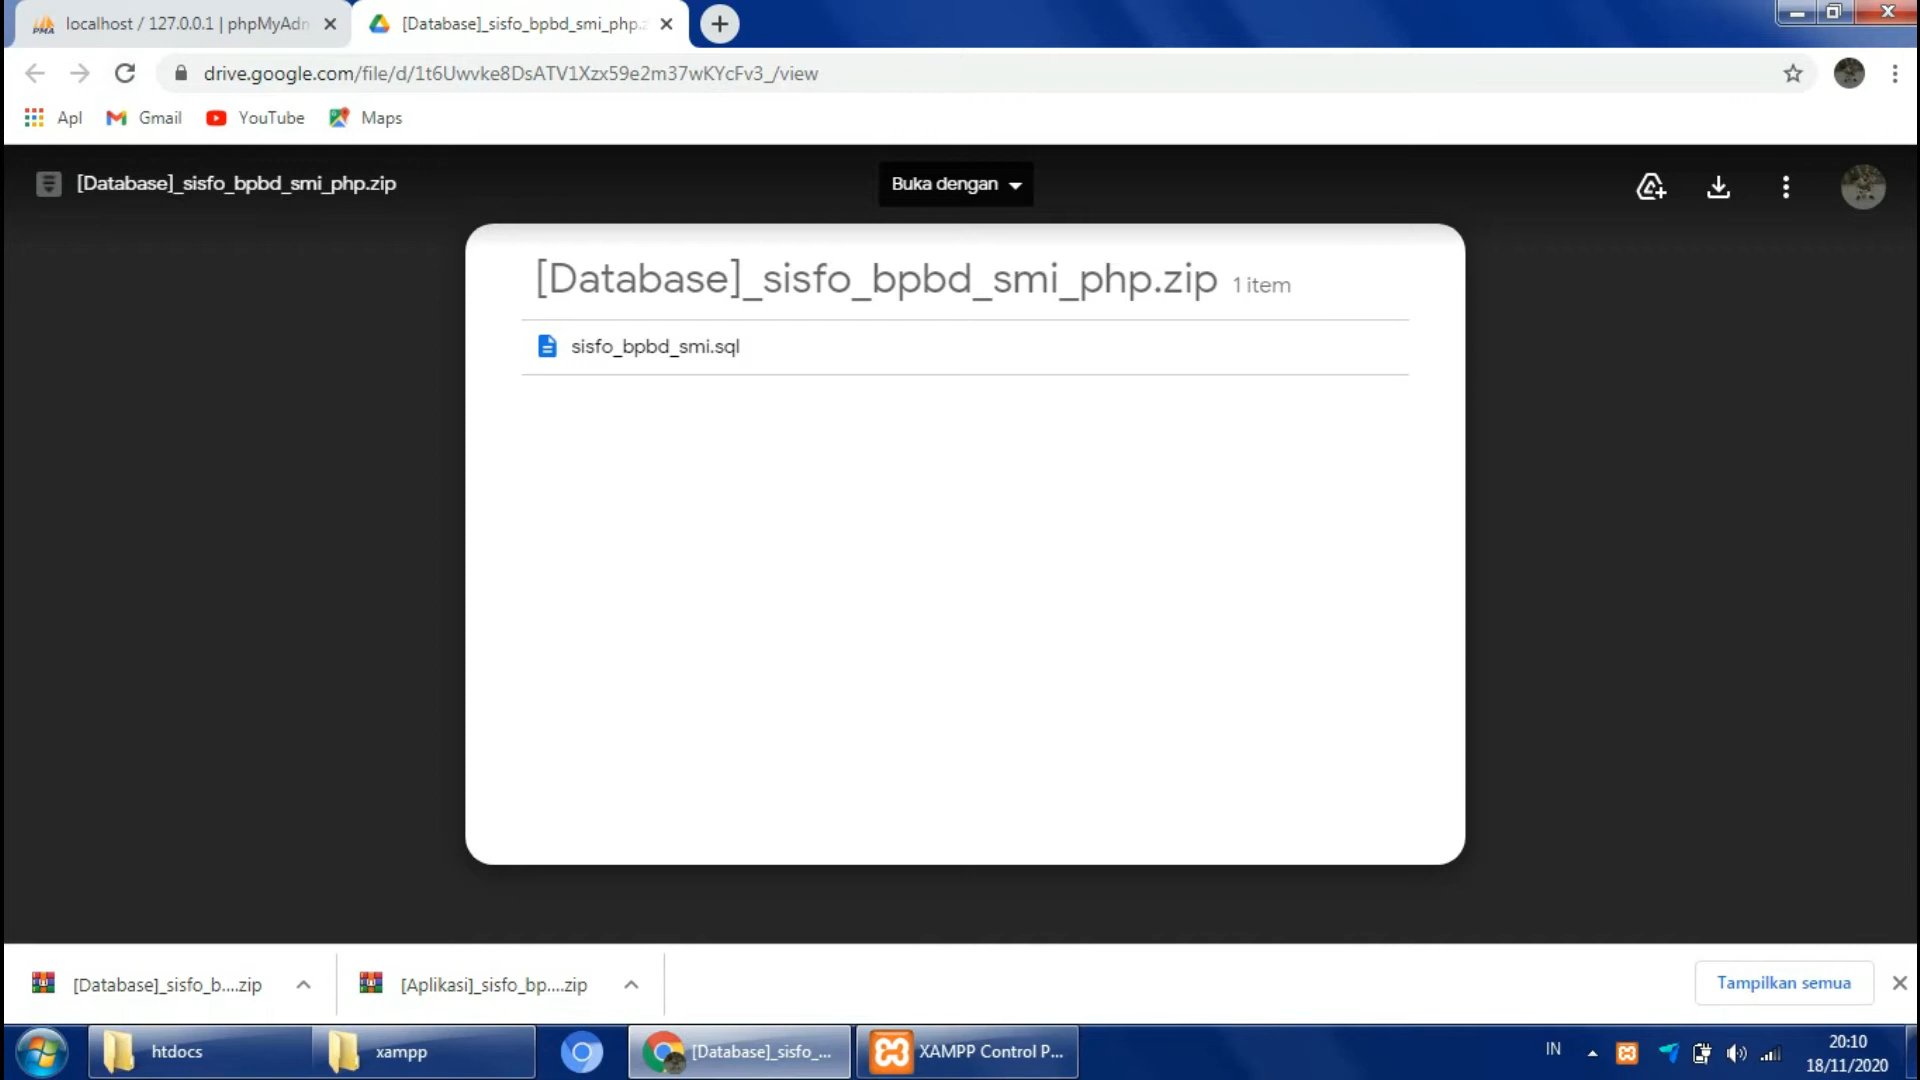 localhost / 127.0.0.1 | phpMyAdn
[Database]_sisfo_bpbd_smi_php.z
drive.google.com/file/d/1t6Uwvke8DsATV1Xzx59e2m37wKYcFv3_/view
Apl
Gmail
YouTube
Maps
[Database]_sisfo_bpbd_smi_php.zip
Buka dengan
[Database]_sisfo_bpbd_smi_php.zip 1 item
sisfo_bpbd_smi.sql
[Database]_sisfo_b....zip
[Aplikasi]_sisfo_bp....zip
Tampilkan semua
htdocs
xampp
[Database]_sisfo_...
XAMPP Control P...
IN
20:10
18/11/2020